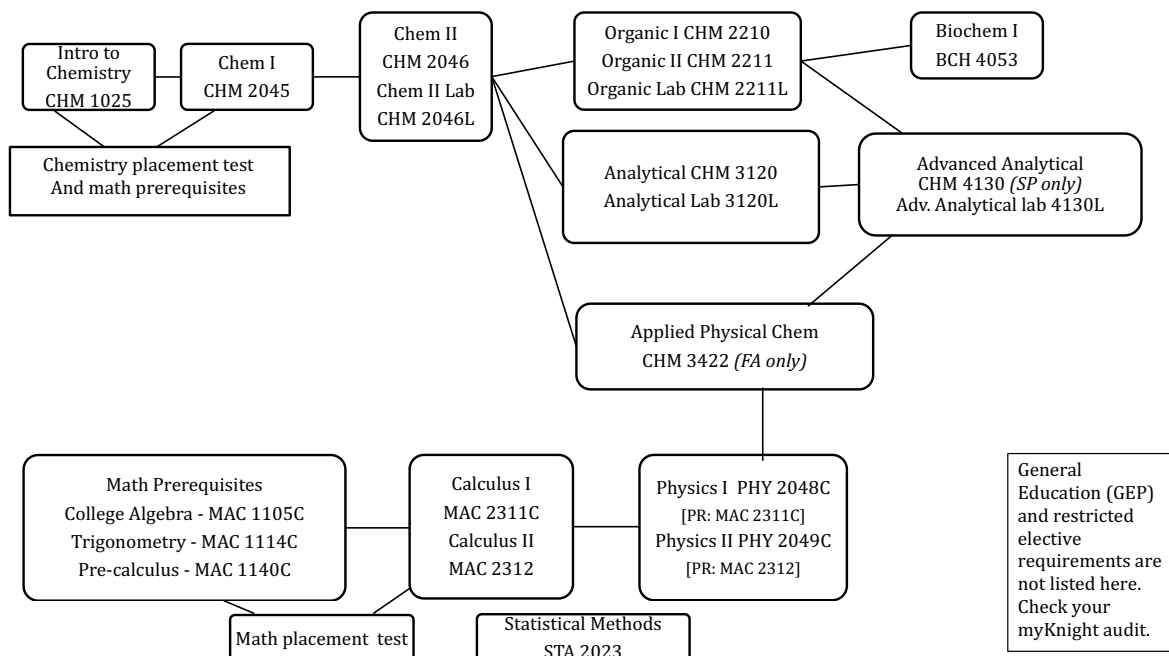 Intro to
Chemistry
CHM 1025
Chem I
CHM 2045
Chem II
CHM 2046
Chem II Lab
CHM 2046L
Organic I CHM 2210
Organic II CHM 2211
Organic Lab CHM 2211L
Biochem I
BCH 4053
Chemistry placement test
And math prerequisites
Analytical CHM 3120
Analytical Lab 3120L
Advanced Analytical
CHM 4130 (SP only)
Adv. Analytical lab 4130L
Applied Physical Chem
CHM 3422 (FA only)
Math Prerequisites
College Algebra - MAC 1105C
Trigonometry - MAC 1114C
Pre-calculus - MAC 1140C
Calculus I
MAC 2311C
Calculus II
MAC 2312
Physics I PHY 2048C
[PR: MAC 2311C]
Physics II PHY 2049C
[PR: MAC 2312]
General
Education (GEP)
and restricted
elective
requirements are
not listed here.
Check your
myKnight audit.
Math placement test
Statistical Methods
STA 2023